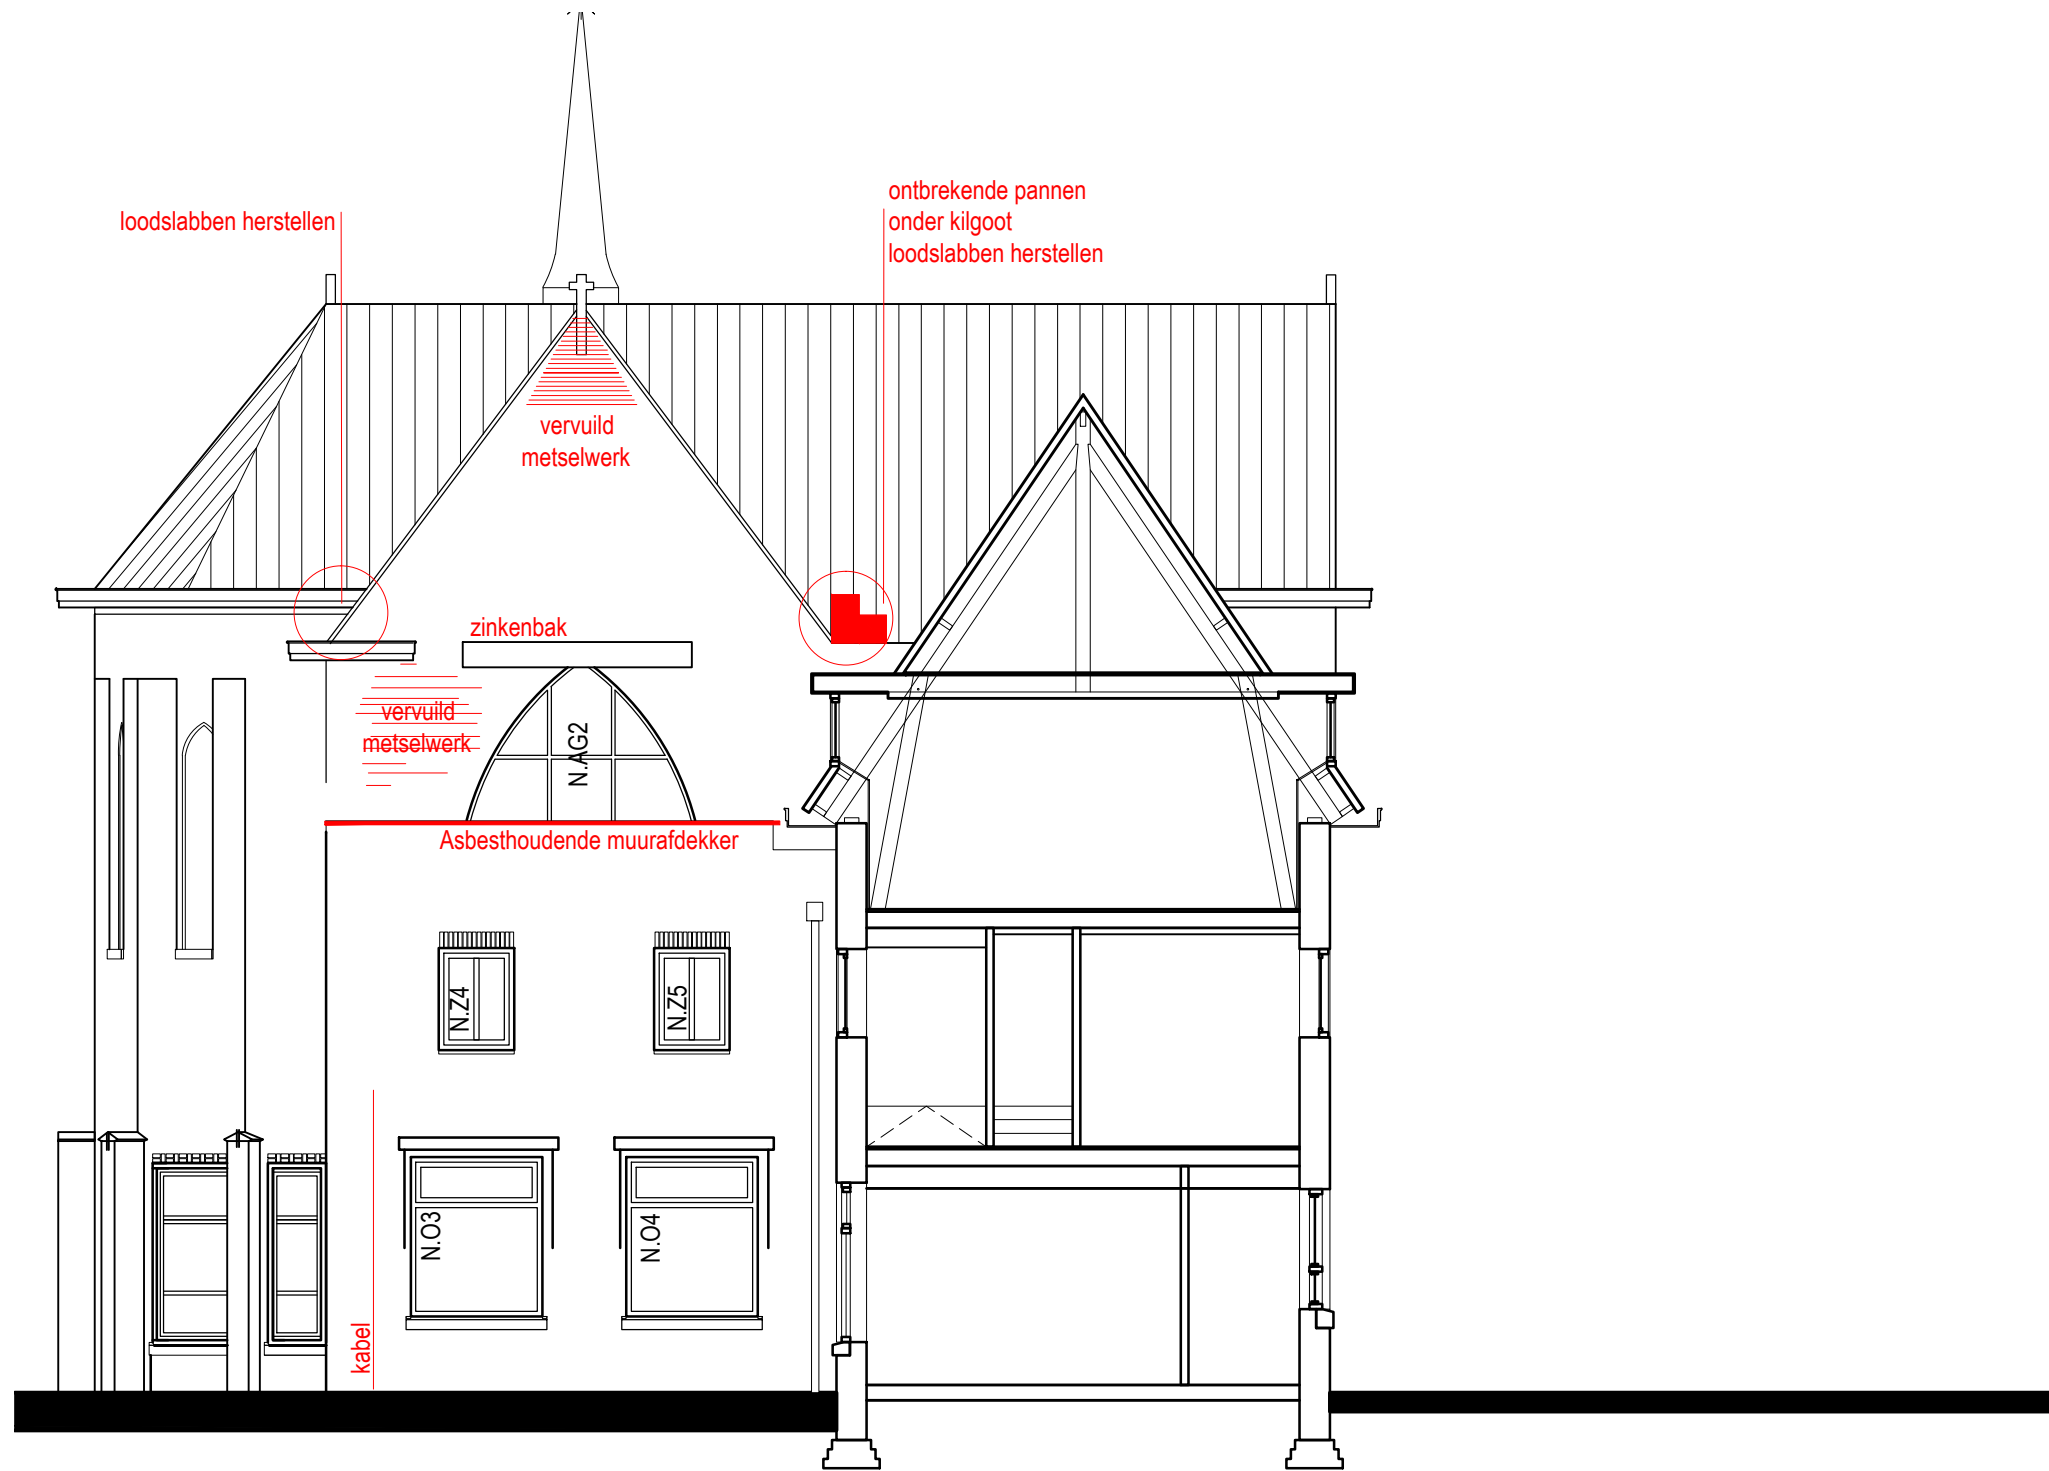 ontbrekende pannen
onder kilgoot
loodslabben herstellen
loodslabben herstellen
vervuild
metselwerk
zinkenbak
vervuild
metselwerk
N.AG2
Asbesthoudende muurafdekker
N.Z4
N.Z5
N.O3
N.O4
kabel